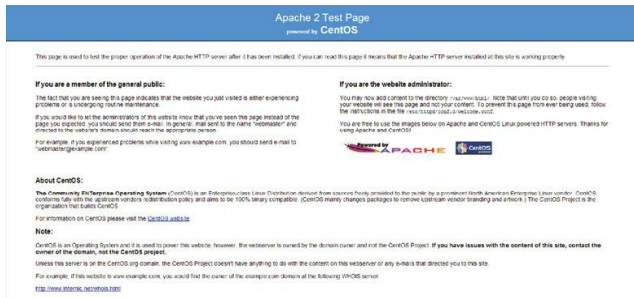 Apache 2 Test Page
powered by CentOS
This page is used to test the proper operation of the Apache HTTP server after it has been installed. If you can read this page it means that the Apache HTTP server installed at this site is working properly.
If you are a member of the general public:
The fact that you are seeing this page indicates that the website you just visited is either experiencing
problems or is undergoing routine maintenance.
If you would like to let the administrators of this website know that you've seen this page instead of the
page you expected, you should send them e-mail. In general, mail sent to the name "webmaster" and
directed to the website's domain should reach the appropriate person.
For example, if you experienced problems while visiting www.example.com, you should send e-mail to
"webmaster@example.com".
If you are the website administrator:
You may now add content to the directory /var/www/html/. Note that until you do so, people visiting
your website will see this page and not your content. To prevent this page from ever being used, follow
the instructions in the file /etc/httpd/conf.d/welcome.conf.
You are free to use the images below on Apache and CentOS Linux powered HTTP servers. Thanks for
using Apache and CentOS!
Powered by
APACHE
CentOS
About CentOS:
The Community ENTerprise Operating System (CentOS) is an Enterprise-class Linux Distribution derived from sources freely provided to the public by a prominent North American Enterprise Linux vendor. CentOS
conforms fully with the upstream vendors redistribution policy and aims to be 100% binary compatible. (CentOS mainly changes packages to remove upstream vendor branding and artwork.) The CentOS Project is the
organization that builds CentOS.
For information on CentOS please visit the CentOS website.
Note:
CentOS is an Operating System and it is used to power this website; however, the webserver is owned by the domain owner and not the CentOS Project. If you have issues with the content of this site, contact the
owner of the domain, not the CentOS project.
Unless this server is on the CentOS.org domain, the CentOS Project doesn't have anything to do with the content on this webserver or any e-mails that directed you to this site.
For example, if this website is www.example.com, you would find the owner of the example.com domain at the following WHOIS server:
http://www.internic.net/whois.html